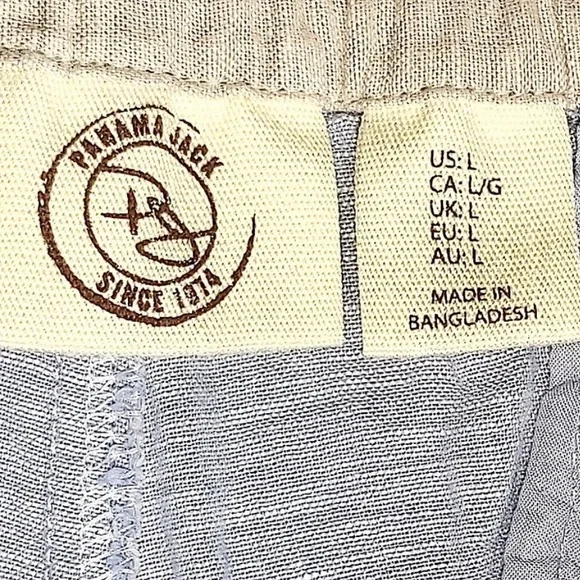 PANAMA JACK
SINCE 1974
US: L
CA: L/G
UK: L
EU: L
AU: L
MADE IN
BANGLADESH